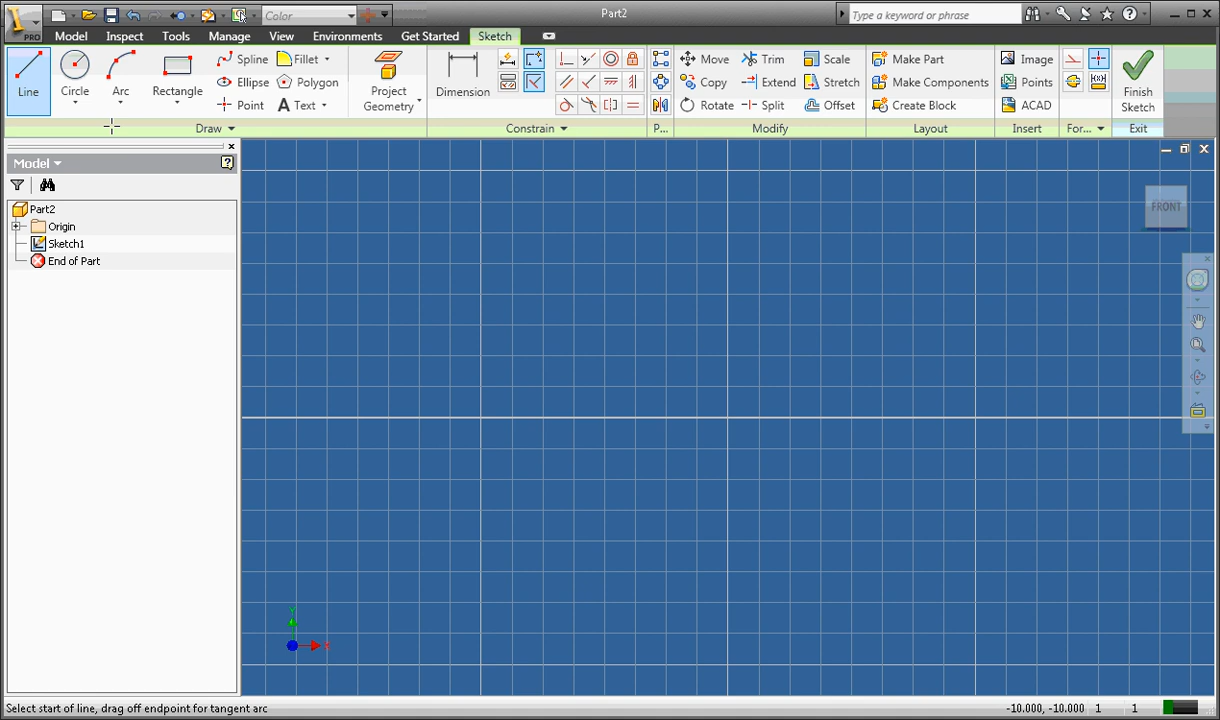 Color
Part2
Type a keyword or phrase
PRO
Model
Inspect
Tools
Manage
View
Environments
Get Started
Sketch
Line
Circle
Arc
Rectangle
Spline
Ellipse
Point
Fillet
Polygon
Text
Project Geometry
Dimension
Move
Copy
Rotate
Trim
Extend
Split
Scale
Stretch
Offset
Make Part
Make Components
Create Block
Image
Points
ACAD
Finish Sketch
Draw
Constrain
P...
Modify
Layout
Insert
For...
Exit
Model
Part2
Origin
Sketch1
End of Part
FRONT
Y
X
Select start of line, drag off endpoint for tangent arc
-10.000, -10.000
1
1